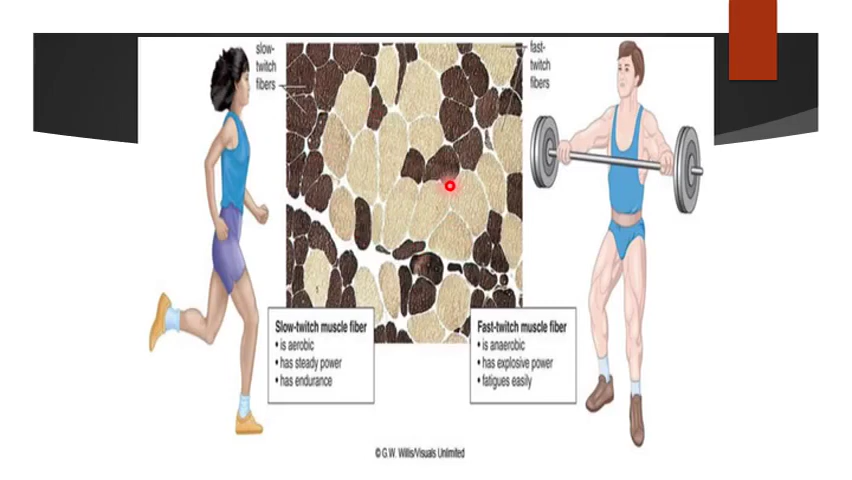 slow-
twitch
fibers
fast-
twitch
fibers
Slow-twitch muscle fiber
• is aerobic
• has steady power
• has endurance
Fast-twitch muscle fiber
• is anaerobic
• has explosive power
• fatigues easily
© G.W. Willis/Visuals Unlimited